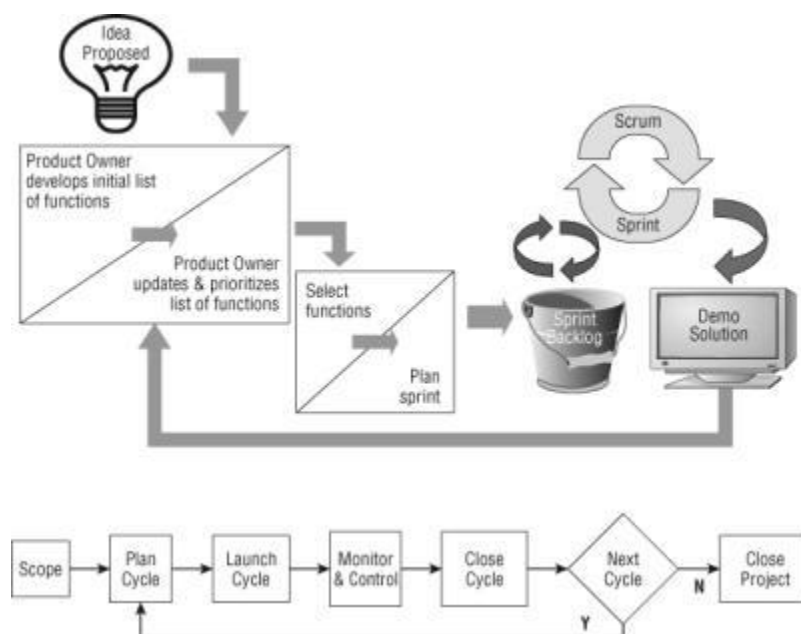 Idea
Proposed
Product Owner
develops initial list
of functions
Product Owner
updates & prioritizes
list of functions
Select
functions
Plan
sprint
Scrum
Sprint
Sprint
Backlog
Demo
Solution
Scope
Plan
Cycle
Launch
Cycle
Monitor
& Control
Close
Cycle
Next
Cycle
N
Close
Project
Y